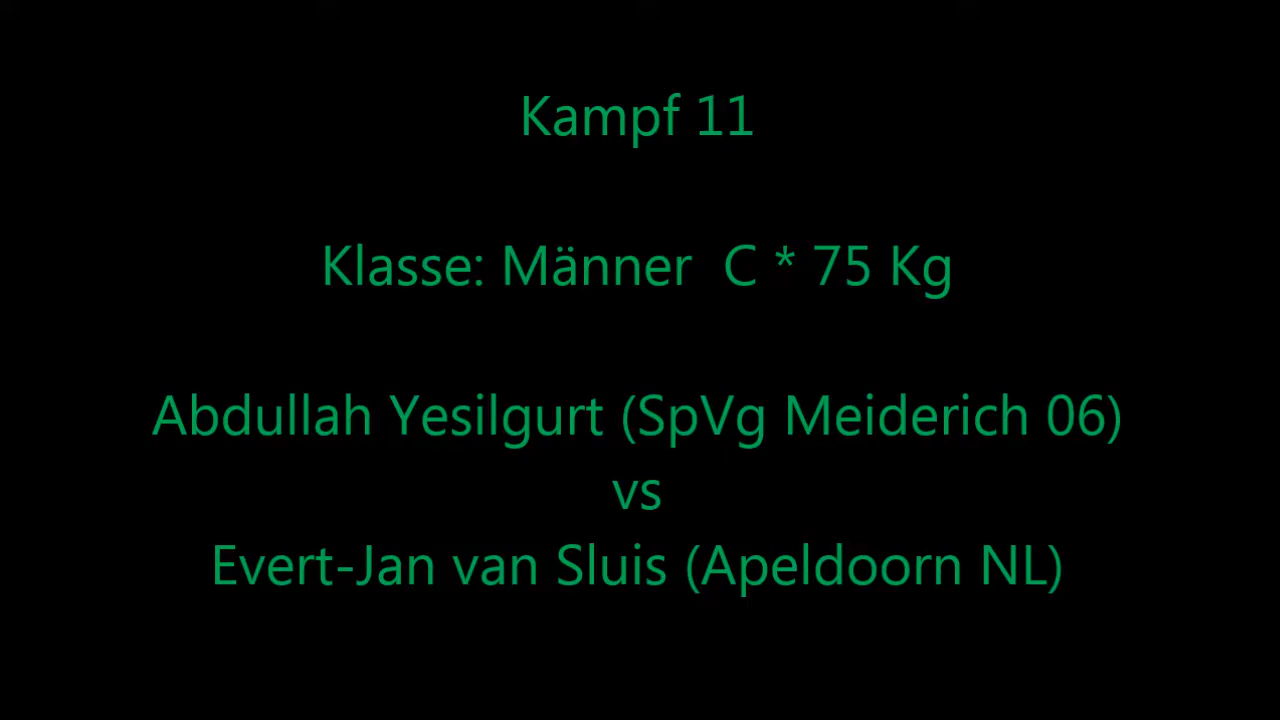 Kampf 11
Klasse: Männer  C * 75 Kg
Abdullah Yesilgurt (SpVg Meiderich 06)
vs
Evert-Jan van Sluis (Apeldoorn NL)